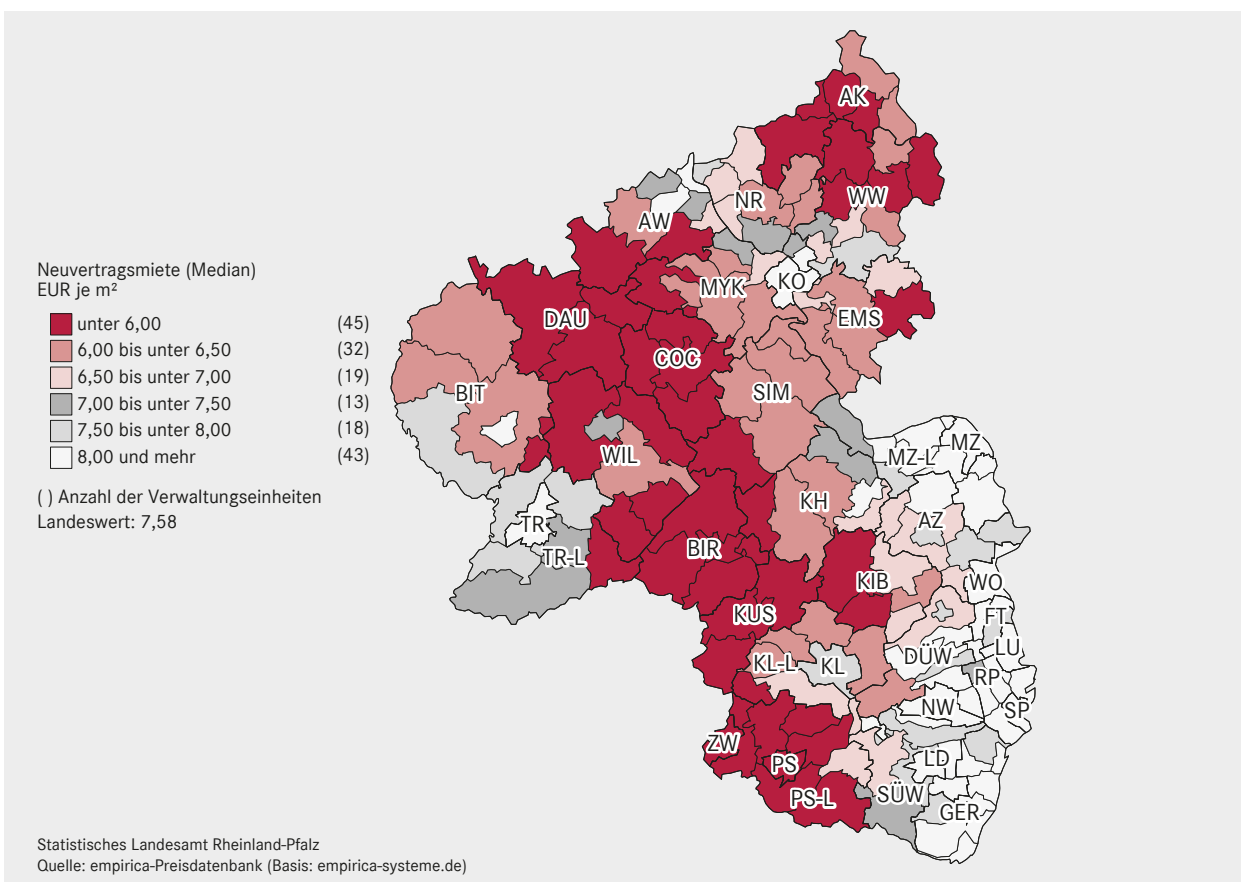 Neuvertragsmiete (Median)
EUR je m²
unter 6,00 (45)
6,00 bis unter 6,50 (32)
6,50 bis unter 7,00 (19)
7,00 bis unter 7,50 (13)
7,50 bis unter 8,00 (18)
8,00 und mehr (43)
( ) Anzahl der Verwaltungseinheiten
Landeswert: 7,58
AK
NR
WW
AW
KO
MYK
DAU
EMS
COC
BIT
SIM
MZ
MZ-L
WIL
KH
AZ
TR
TR-L
BIR
KIB
WO
KUS
FT
LU
DÜW
KL-L
KL
RP
NW
SP
ZW
PS
LD
PS-L
SÜW
GER
Statistisches Landesamt Rheinland-Pfalz
Quelle: empirica-Preisdatenbank (Basis: empirica-systeme.de)